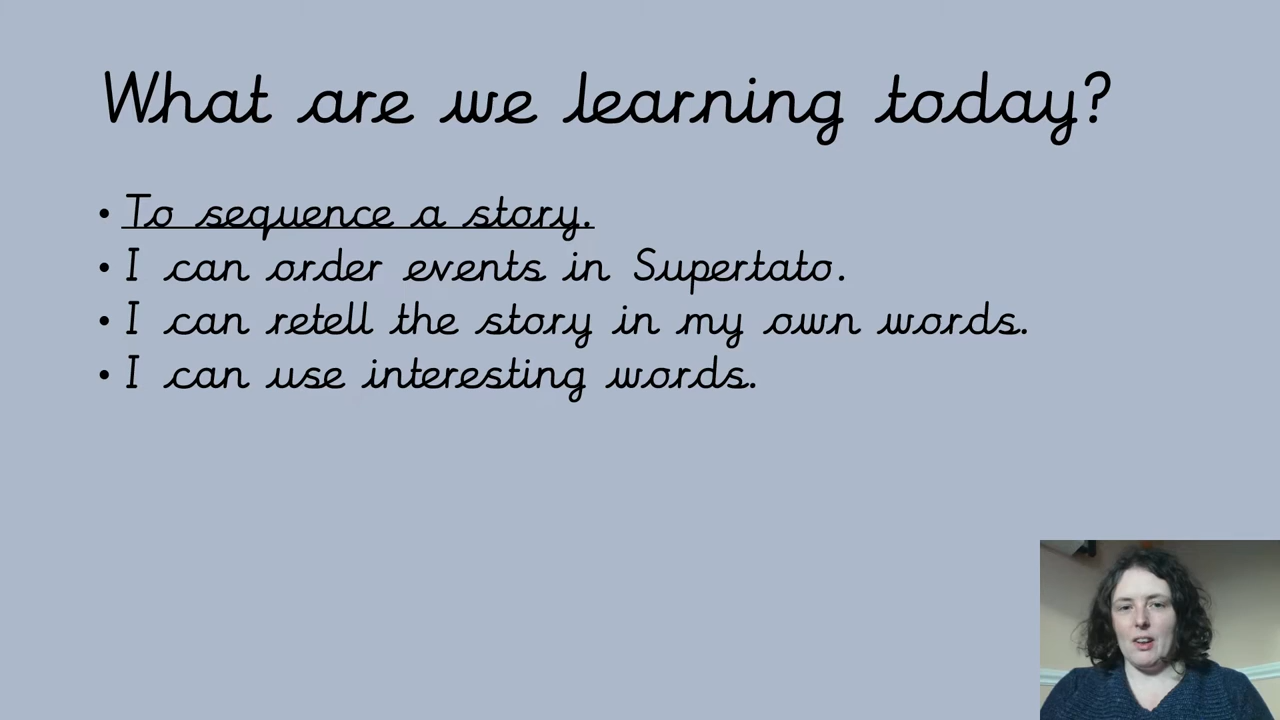 What are we learning today?
• To sequence a story.
• I can order events in Supertato.
• I can retell the story in my own words.
• I can use interesting words.